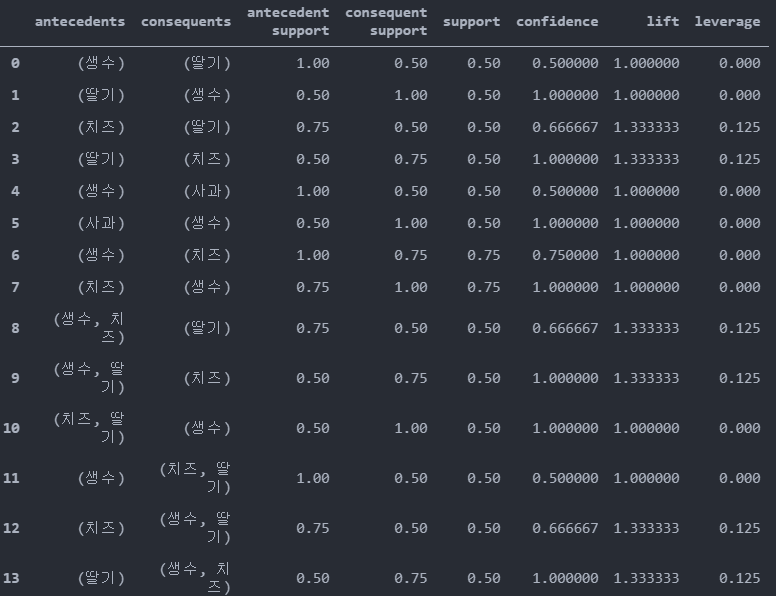 antecedents consequents antecedent support consequent support support confidence lift leverage
0 (생수) (딸기) 1.00 0.50 0.50 0.500000 1.000000 0.000
1 (딸기) (생수) 0.50 1.00 0.50 1.000000 1.000000 0.000
2 (치즈) (딸기) 0.75 0.50 0.50 0.666667 1.333333 0.125
3 (딸기) (치즈) 0.50 0.75 0.50 1.000000 1.333333 0.125
4 (생수) (사과) 1.00 0.50 0.50 0.500000 1.000000 0.000
5 (사과) (생수) 0.50 1.00 0.50 1.000000 1.000000 0.000
6 (생수) (치즈) 1.00 0.75 0.75 0.750000 1.000000 0.000
7 (치즈) (생수) 0.75 1.00 0.75 1.000000 1.000000 0.000
8 (생수, 치즈) (딸기) 0.75 0.50 0.50 0.666667 1.333333 0.125
9 (생수, 딸기) (치즈) 0.50 0.75 0.50 1.000000 1.333333 0.125
10 (치즈, 딸기) (생수) 0.50 1.00 0.50 1.000000 1.000000 0.000
11 (생수) (치즈, 딸기) 1.00 0.50 0.50 0.500000 1.000000 0.000
12 (치즈) (생수, 딸기) 0.75 0.50 0.50 0.666667 1.333333 0.125
13 (딸기) (생수, 치즈) 0.50 0.75 0.50 1.000000 1.333333 0.125